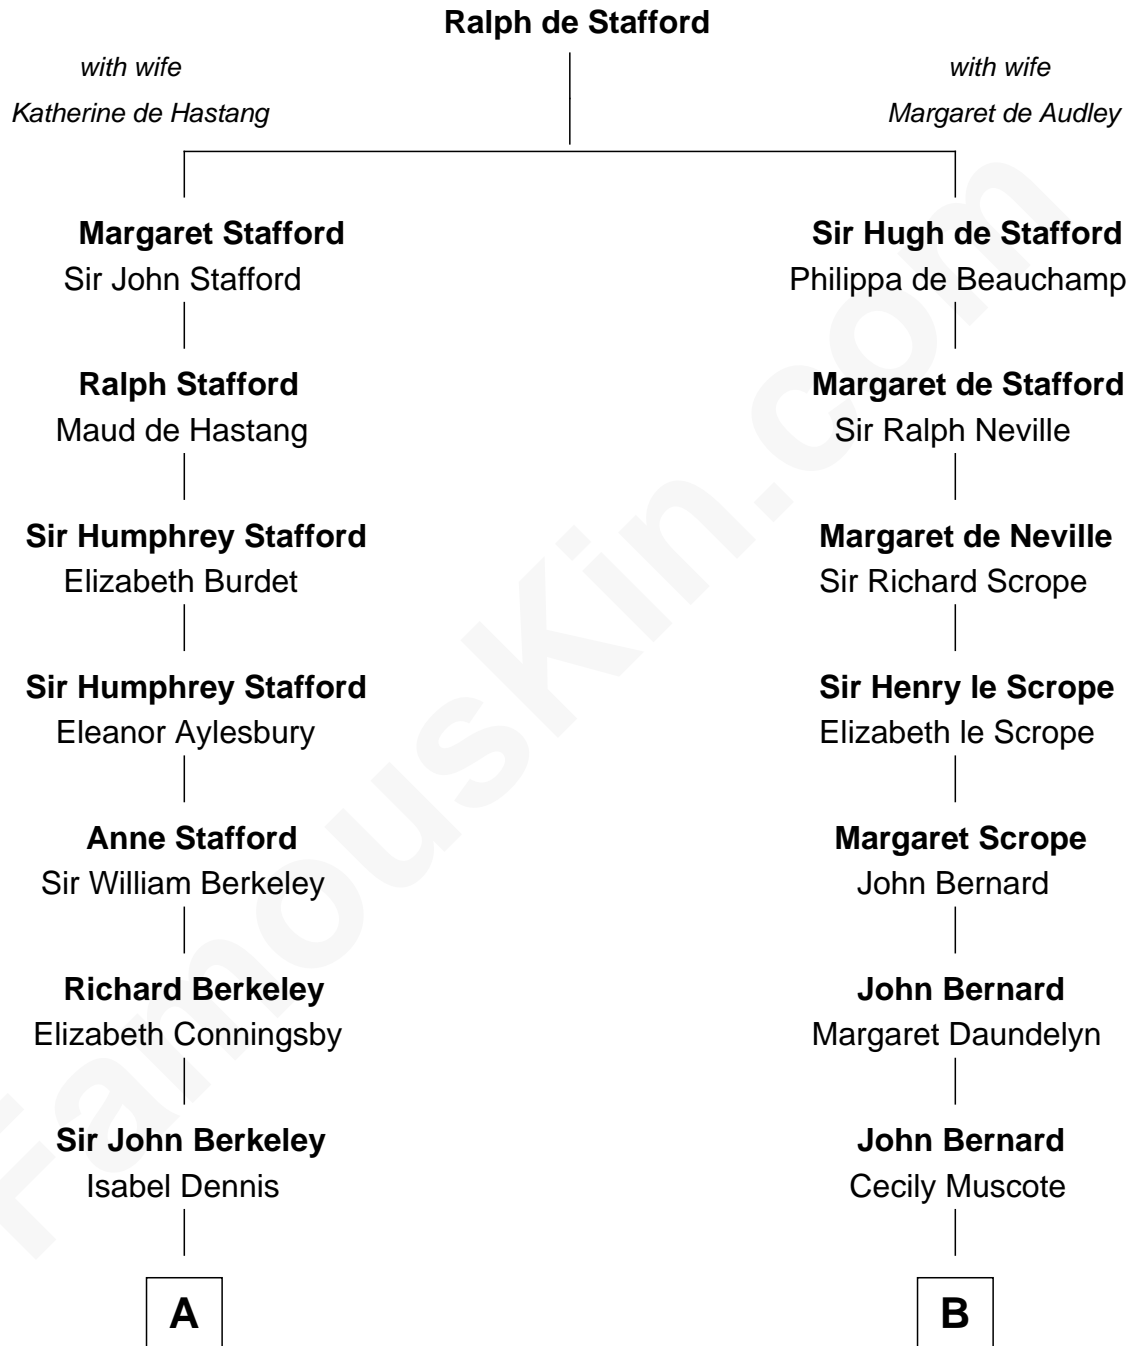 Ralph de Stafford
with wife
Katherine de Hastang
with wife
Margaret de Audley
Margaret Stafford
Sir John Stafford
Ralph Stafford
Maud de Hastang
Sir Humphrey Stafford
Elizabeth Burdet
Sir Humphrey Stafford
Eleanor Aylesbury
Anne Stafford
Sir William Berkeley
Richard Berkeley
Elizabeth Conningsby
Sir John Berkeley
Isabel Dennis
A
Sir Hugh de Stafford
Philippa de Beauchamp
Margaret de Stafford
Sir Ralph Neville
Margaret de Neville
Sir Richard Scrope
Sir Henry le Scrope
Elizabeth le Scrope
Margaret Scrope
John Bernard
John Bernard
Margaret Daundelyn
John Bernard
Cecily Muscote
B
FamousKin.com